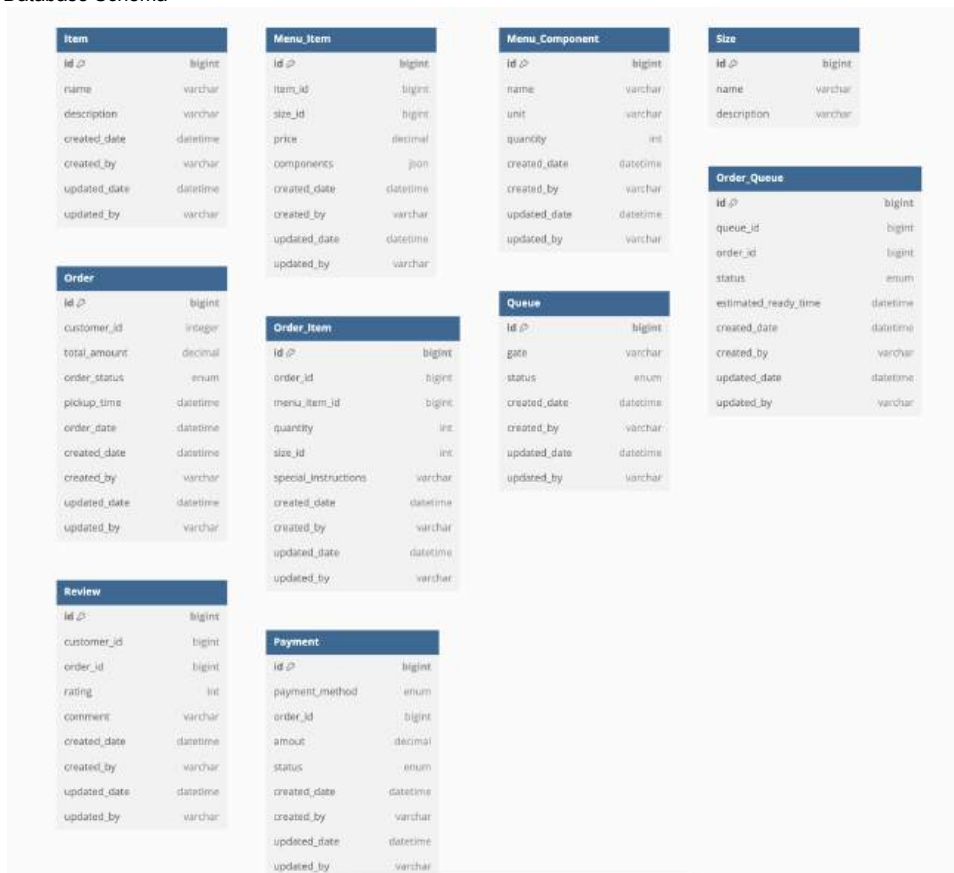 Database Schema
Item
id bigint
name varchar
description varchar
created_date datetime
created_by varchar
updated_date datetime
updated_by varchar
Menu_Item
id bigint
item_id bigint
size_id bigint
price decimal
components json
created_date datetime
created_by varchar
updated_date datetime
updated_by varchar
Menu_Component
id bigint
name varchar
unit varchar
quantity int
created_date datetime
created_by varchar
updated_date datetime
updated_by varchar
Size
id bigint
name varchar
description varchar
Order_Queue
id bigint
queue_id bigint
order_id bigint
status enum
estimated_ready_time datetime
created_date datetime
created_by varchar
updated_date datetime
updated_by varchar
Order
id bigint
customer_id integer
total_amount decimal
order_status enum
pickup_time datetime
order_date datetime
created_date datetime
created_by varchar
updated_date datetime
updated_by varchar
Order_Item
id bigint
order_id bigint
menu_item_id bigint
quantity int
size_id int
special_instructions varchar
created_date datetime
created_by varchar
updated_date datetime
updated_by varchar
Queue
id bigint
gate varchar
status enum
created_date datetime
created_by varchar
updated_date datetime
updated_by varchar
Review
id bigint
customer_id bigint
order_id bigint
rating int
comment varchar
created_date datetime
created_by varchar
updated_date datetime
updated_by varchar
Payment
id bigint
payment_method enum
order_id bigint
amout decimal
status enum
created_date datetime
created_by varchar
updated_date datetime
updated_by varchar